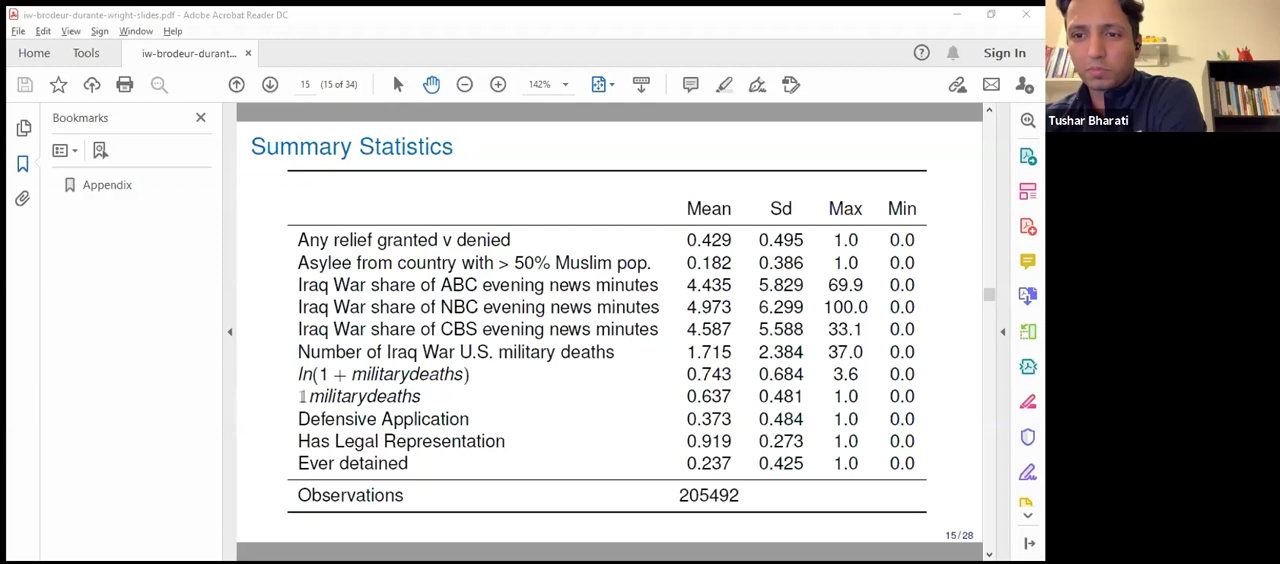 iw-brodeur-durante-wright-slides.pdf - Adobe Acrobat Reader DC
File Edit View Sign Window Help
Home Tools iw-brodeur-durant... × Sign In
15 (15 of 34) 142%
Bookmarks
Appendix
Summary Statistics
Mean Sd Max Min
Any relief granted v denied 0.429 0.495 1.0 0.0
Asylee from country with > 50% Muslim pop. 0.182 0.386 1.0 0.0
Iraq War share of ABC evening news minutes 4.435 5.829 69.9 0.0
Iraq War share of NBC evening news minutes 4.973 6.299 100.0 0.0
Iraq War share of CBS evening news minutes 4.587 5.588 33.1 0.0
Number of Iraq War U.S. military deaths 1.715 2.384 37.0 0.0
ln(1 + militarydeaths) 0.743 0.684 3.6 0.0
𝟙militarydeaths 0.637 0.481 1.0 0.0
Defensive Application 0.373 0.484 1.0 0.0
Has Legal Representation 0.919 0.273 1.0 0.0
Ever detained 0.237 0.425 1.0 0.0
Observations 205492
15/28
Tushar Bharati